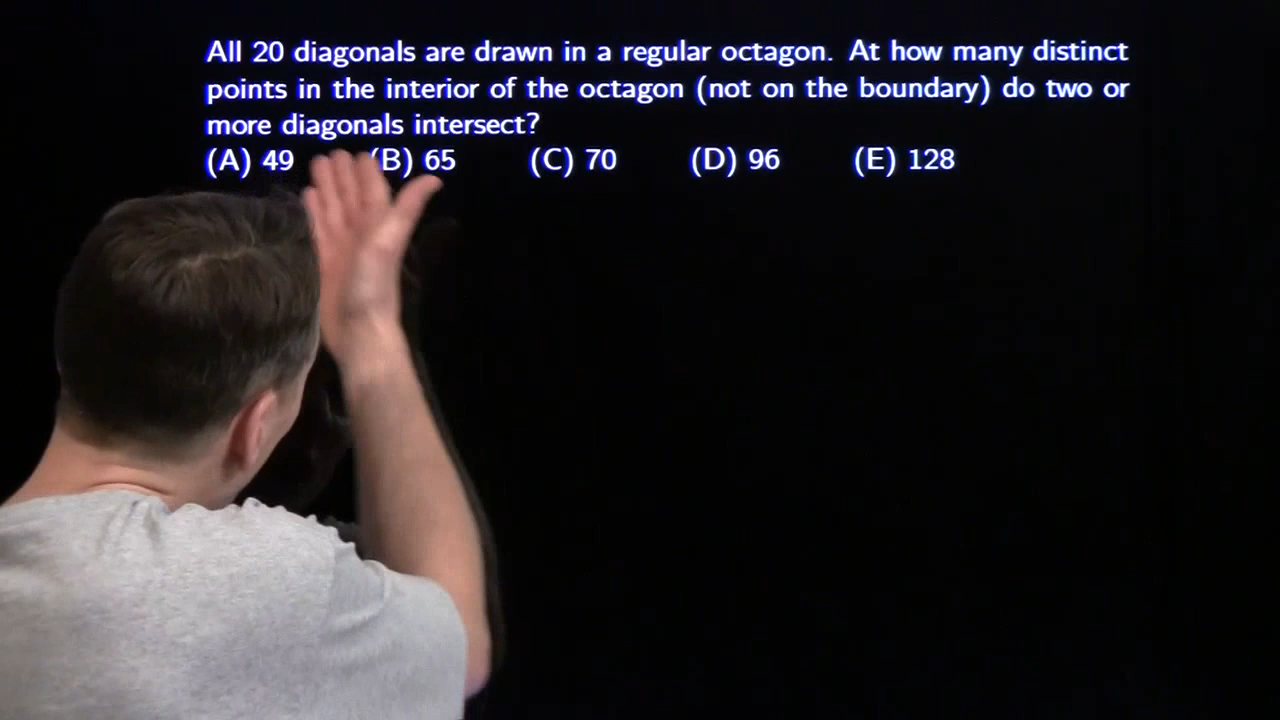 All 20 diagonals are drawn in a regular octagon. At how many distinct
points in the interior of the octagon (not on the boundary) do two or
more diagonals intersect?
(A) 49 (B) 65 (C) 70 (D) 96 (E) 128